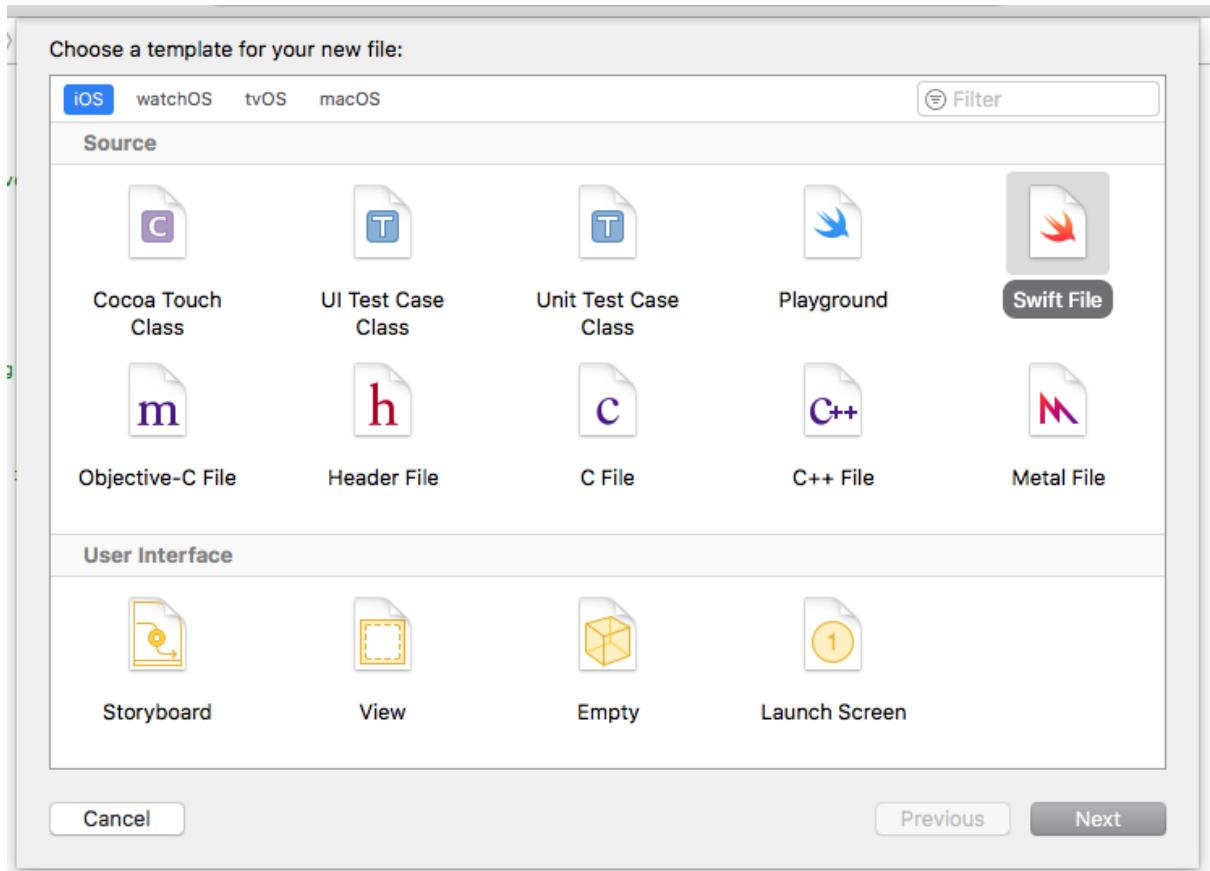 Choose a template for your new file:
iOS watchOS tvOS macOS Filter
Source
C T T
Cocoa Touch Class UI Test Case Class Unit Test Case Class Playground Swift File
m h c C++
Objective-C File Header File C File C++ File Metal File
User Interface
1
Storyboard View Empty Launch Screen
Cancel Previous Next